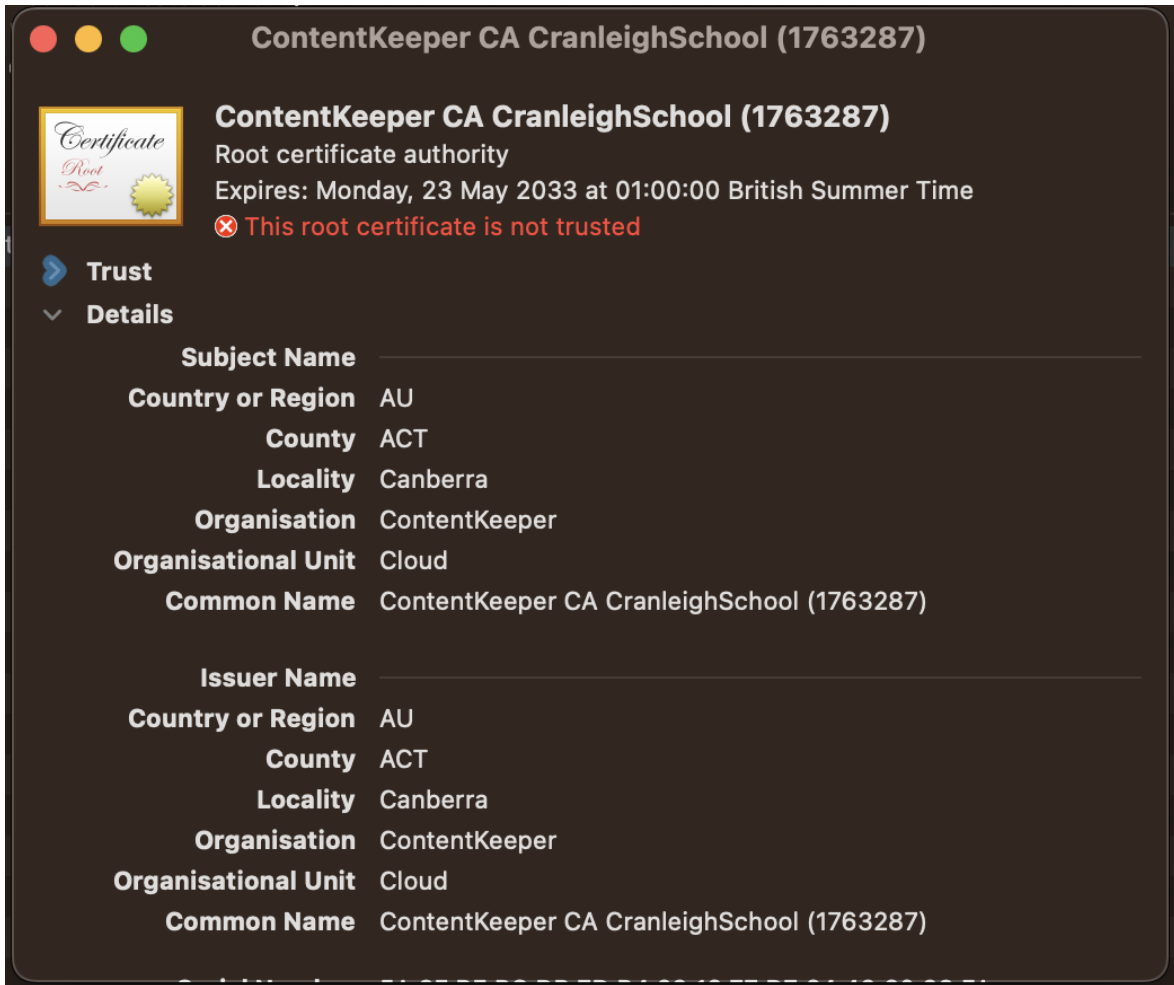 ContentKeeper CA CranleighSchool (1763287)
Certificate
Root
ContentKeeper CA CranleighSchool (1763287)
Root certificate authority
Expires: Monday, 23 May 2033 at 01:00:00 British Summer Time
This root certificate is not trusted
Trust
Details
Subject Name
Country or Region AU
County ACT
Locality Canberra
Organisation ContentKeeper
Organisational Unit Cloud
Common Name ContentKeeper CA CranleighSchool (1763287)
Issuer Name
Country or Region AU
County ACT
Locality Canberra
Organisation ContentKeeper
Organisational Unit Cloud
Common Name ContentKeeper CA CranleighSchool (1763287)